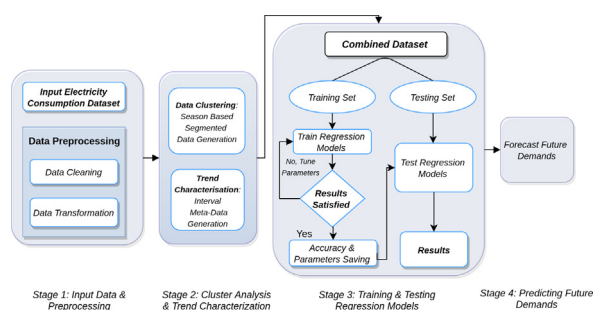 Input Electricity
Consumption Dataset
Data Preprocessing
Data Cleaning
Data Transformation
Stage 1: Input Data &
Preprocessing
Data Clustering:
Season Based
Segmented
Data Generation
Trend
Characterisation:
Interval
Meta-Data
Generation
Stage 2: Cluster Analysis
& Trend Characterization
Combined Dataset
Training Set
Testing Set
Train Regression
Models
No, Tune
Parameters
Results
Satisfied
Yes
Accuracy &
Parameters Saving
Test Regression
Models
Results
Stage 3: Training & Testing
Regression Models
Forecast Future
Demands
Stage 4: Predicting Future
Demands